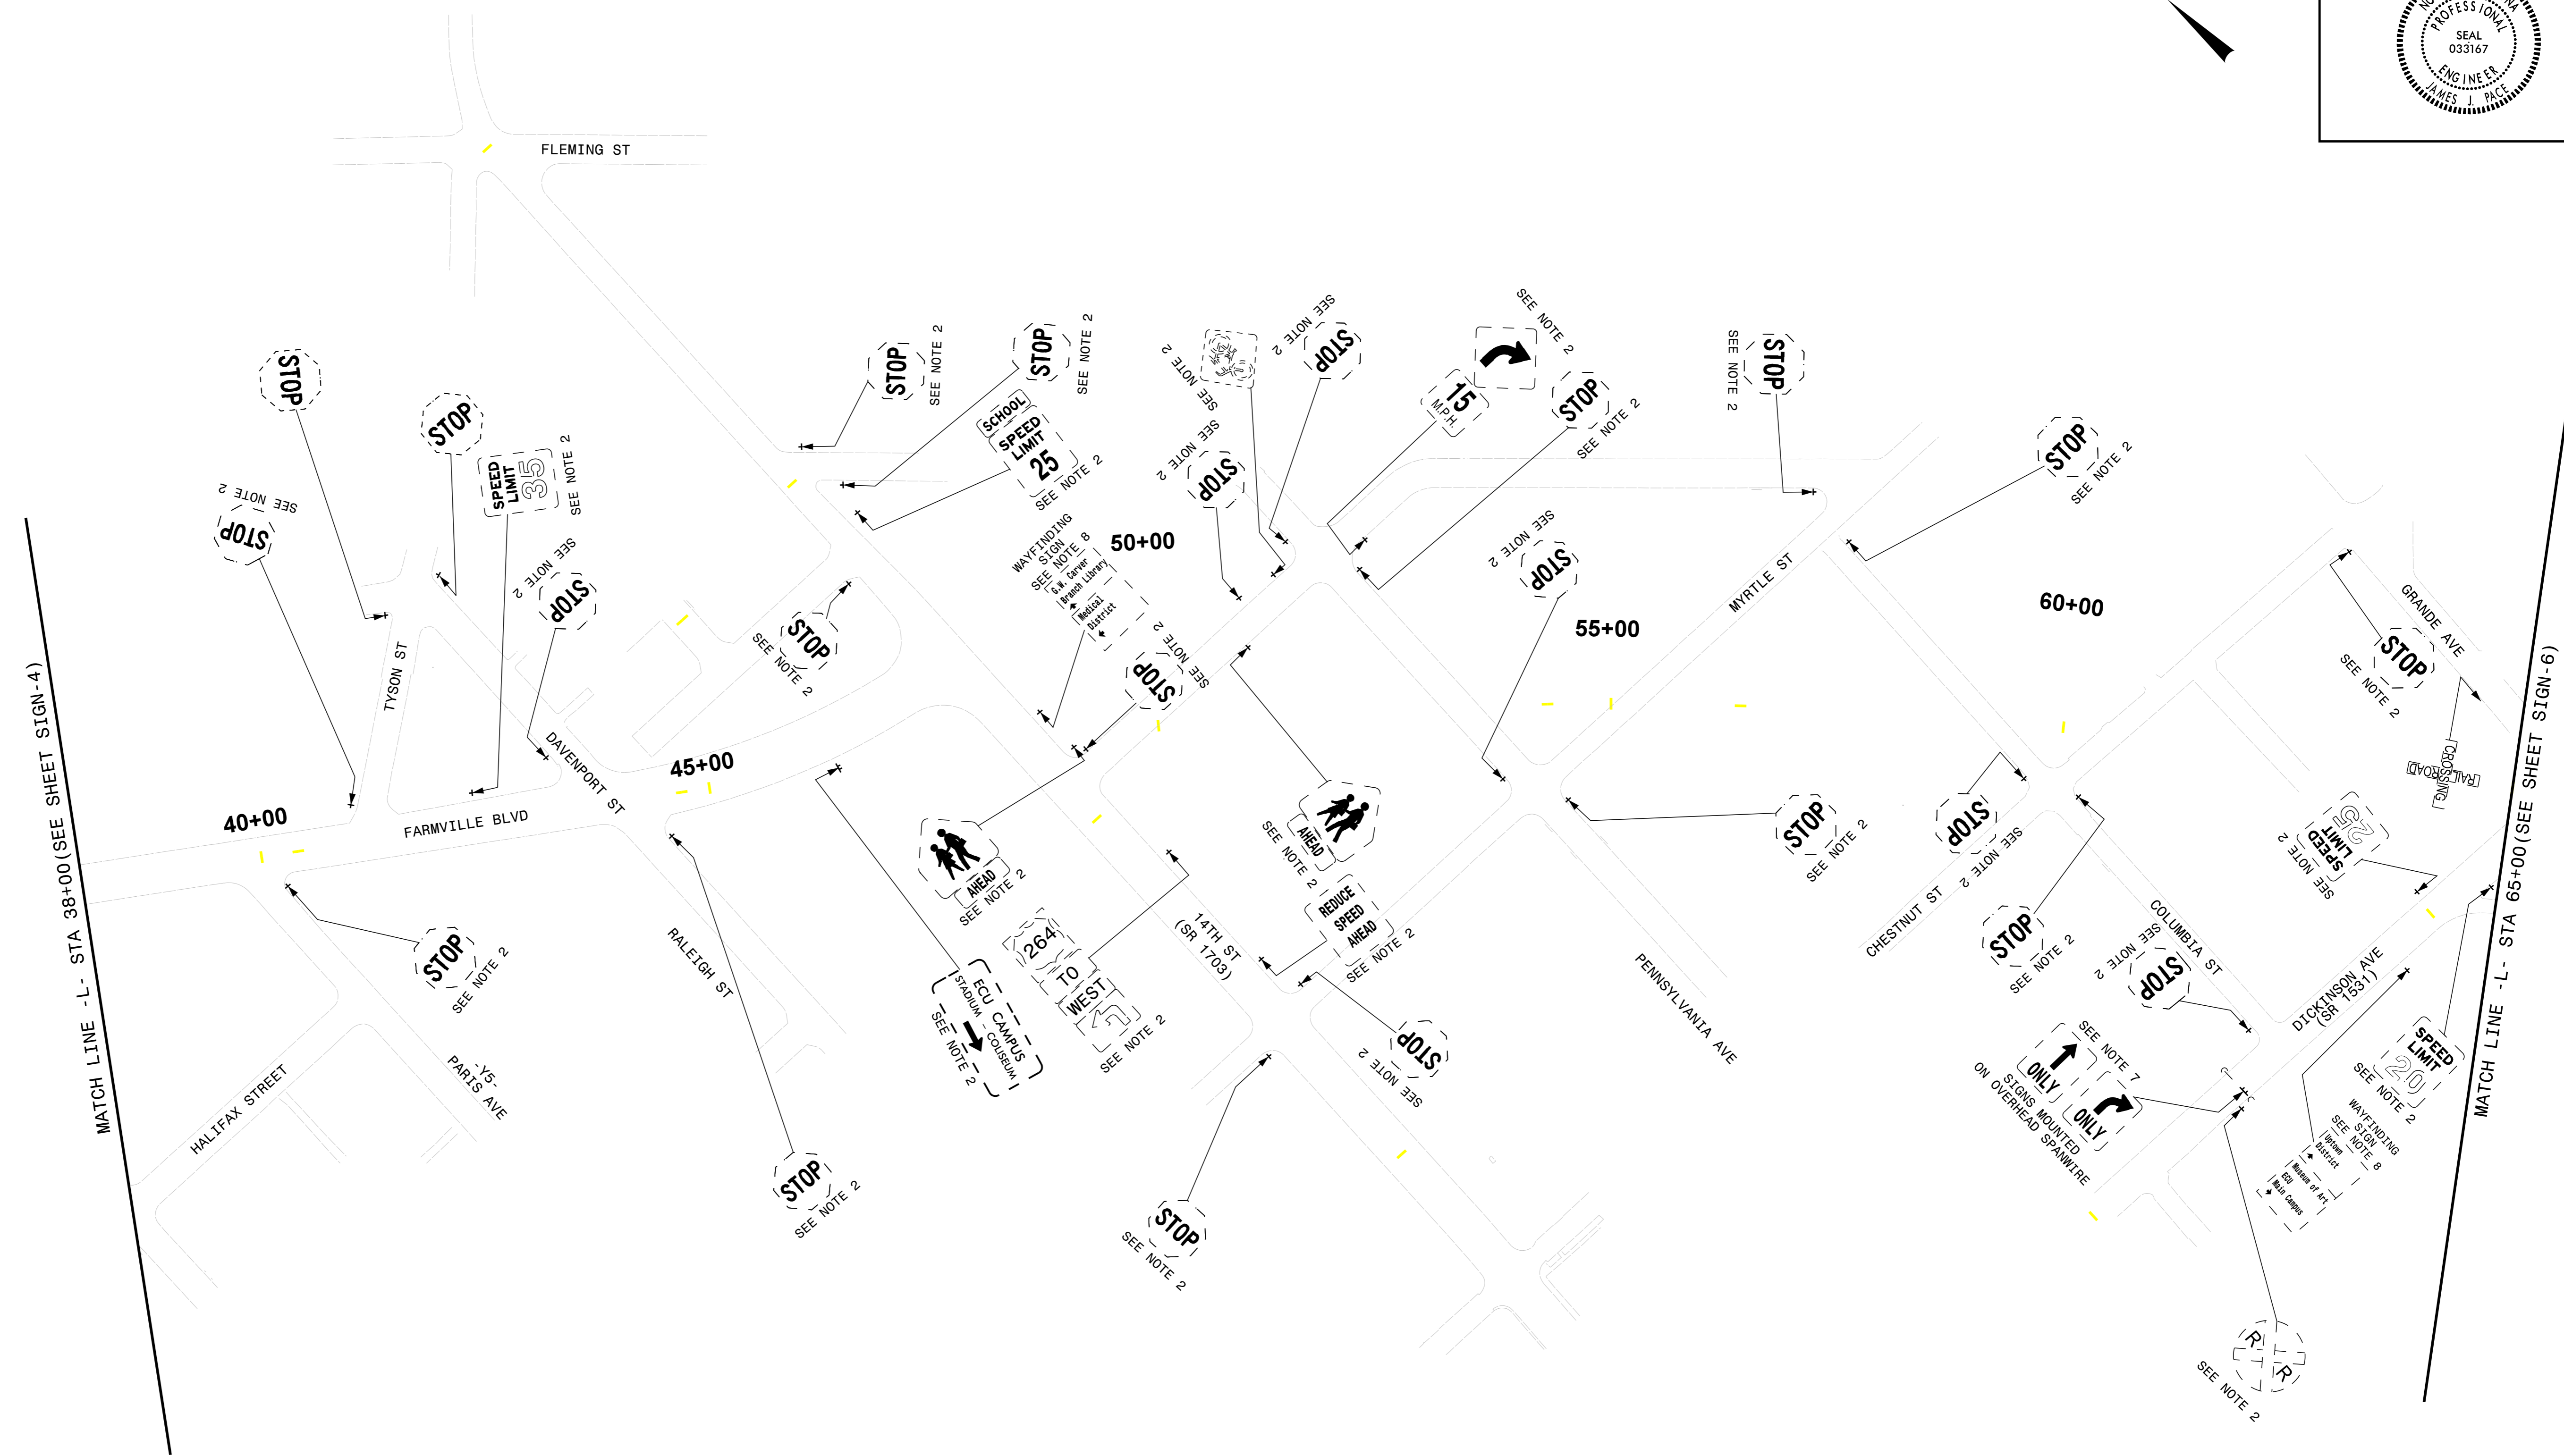 PROFESSIONAL
SEAL
033167
ENGINEER
JAMES J. PACE
FLEMING ST
STOP
STOP
SPEED
LIMIT
35
SEE NOTE 2
SEE NOTE 2
STOP
SEE NOTE 2
STOP
STOP
SEE NOTE 2
STOP
SEE NOTE 2
SCHOOL
SPEED
LIMIT
25
SEE NOTE 2
WAYFINDING
SIGN
SEE NOTE 8
G.W. Carver
Branch Library
Medical
District
50+00
SEE NOTE 2
SEE NOTE 2
STOP
SEE NOTE 2
STOP
SEE NOTE 2
15
M.P.H.
STOP
SEE NOTE 2
SEE NOTE 2
STOP
SEE NOTE 2
STOP
55+00
MYRTLE ST
STOP
SEE NOTE 2
60+00
GRANDE AVE
STOP
SEE NOTE 2
RAILROAD
CROSSING
SPEED
LIMIT
25
SEE NOTE 2
MATCH LINE -L- STA 38+00(SEE SHEET SIGN-4)
TYSON ST
40+00
FARMVILLE BLVD
DAVENPORT ST
45+00
STOP
SEE NOTE 2
SEE NOTE 2
STOP
STOP
SEE NOTE 2
HALIFAX STREET
-Y5-
PARIS AVE
RALEIGH ST
STOP
SEE NOTE 2
AHEAD
SEE NOTE 2
ECU CAMPUS
STADIUM - COLISEUM
SEE NOTE 2
264
TO
WEST
SEE NOTE 2
14TH ST
(SR 1703)
AHEAD
SEE NOTE 2
REDUCE
SPEED
AHEAD
SEE NOTE 2
STOP
SEE NOTE 2
STOP
SEE NOTE 2
PENNSYLVANIA AVE
STOP
SEE NOTE 2
STOP
SEE NOTE 2
CHESTNUT ST
STOP
SEE NOTE 2
COLUMBIA ST
SEE NOTE 2
STOP
DICKINSON AVE
(SR 1531)
SEE NOTE 7
ONLY
ONLY
SIGNS MOUNTED
ON OVERHEAD SPANWIRE
SPEED
LIMIT
20
SEE NOTE 2
WAYFINDING
SIGN
SEE NOTE 8
Uptown
District
Museum of Art
ECU
Main Campus
R R
SEE NOTE 2
MATCH LINE -L- STA 65+00(SEE SHEET SIGN-6)